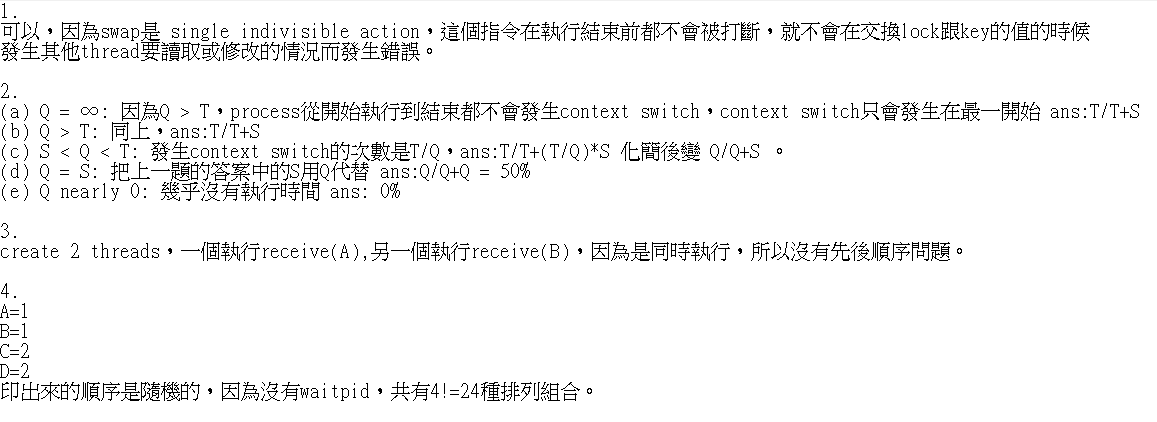 1.
可以，因為swap是 single indivisible action，這個指令在執行結束前都不會被打斷，就不會在交換lock跟key的值的時候
發生其他thread要讀取或修改的情況而發生錯誤。
2.
(a) Q = ∞: 因為Q > T，process從開始執行到結束都不會發生context switch，context switch只會發生在最一開始 ans:T/T+S
(b) Q > T: 同上，ans:T/T+S
(c) S < Q < T: 發生context switch的次數是T/Q，ans:T/T+(T/Q)*S 化簡後變 Q/Q+S 。
(d) Q = S: 把上一題的答案中的S用Q代替 ans:Q/Q+Q = 50%
(e) Q nearly 0: 幾乎沒有執行時間 ans: 0%
3.
create 2 threads，一個執行receive(A),另一個執行receive(B)，因為是同時執行，所以沒有先後順序問題。
4.
A=1
B=1
C=2
D=2
印出來的順序是隨機的，因為沒有waitpid，共有4!=24種排列組合。